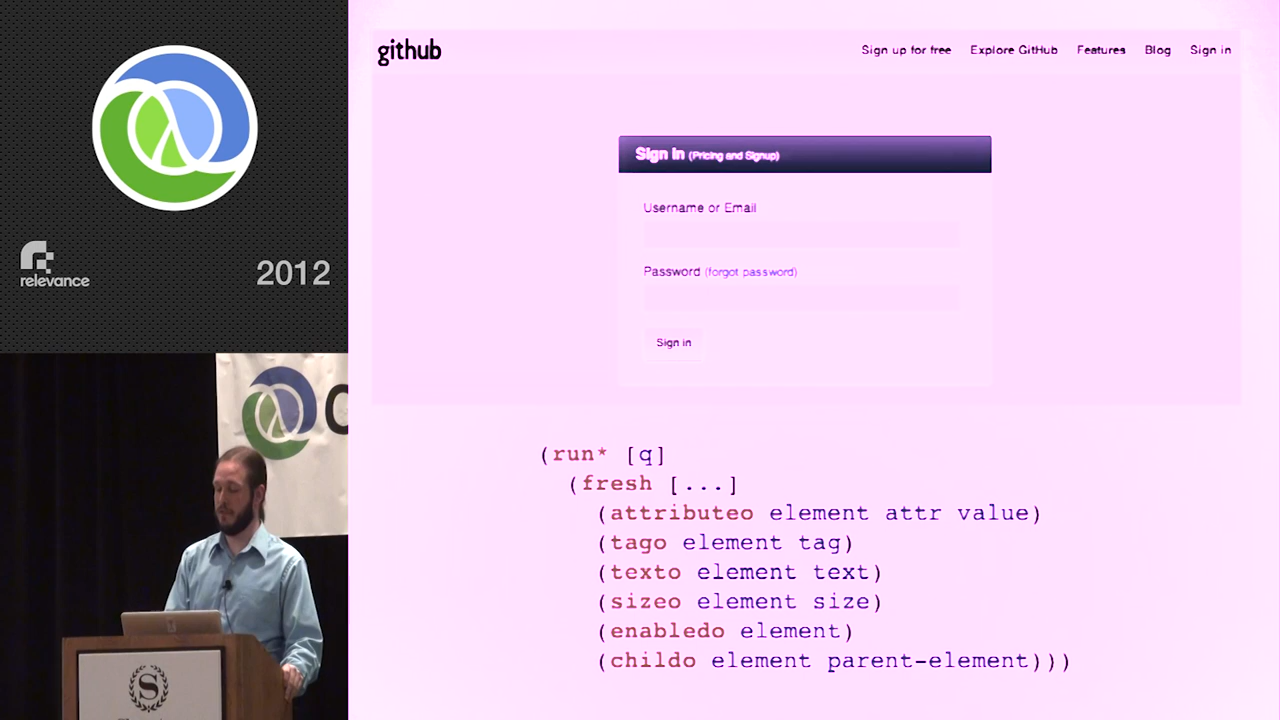 relevance
2012
C
S
github
Sign up for free Explore GitHub Features Blog Sign in
Sign in (Pricing and Signup)
Username or Email
Password (forgot password)
Sign in
(run* [q]
(fresh [...]
(attributeo element attr value)
(tago element tag)
(texto element text)
(sizeo element size)
(enabledo element)
(childo element parent-element)))